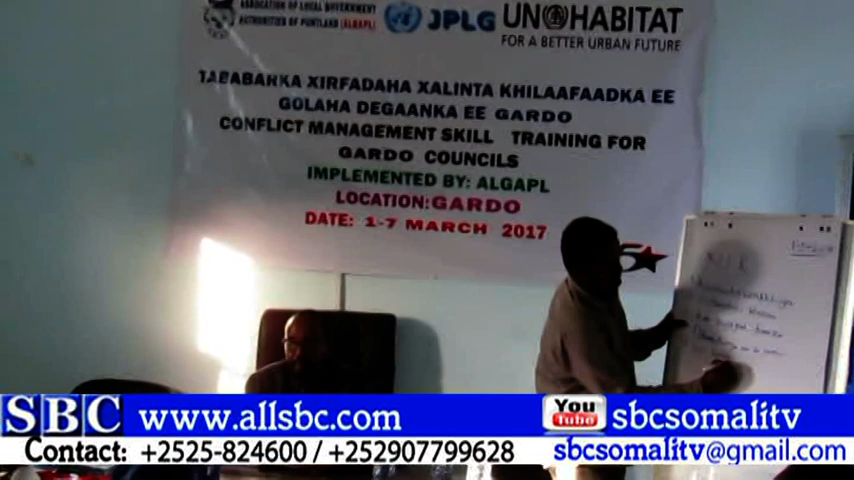 ASSOCIATION OF LOCAL GOVERNMENT
AUTHORITIES OF PUNTLAND (ALGAPL)
JPLG
UN HABITAT
FOR A BETTER URBAN FUTURE
TABABARKA XIRFADAHA XALINTA KHILAAFAADKA EE
GOLAHA DEGAANKA EE GARDO
CONFLICT MANAGEMENT SKILL TRAINING FOR
GARDO COUNCILS
IMPLEMENTED BY: ALGAPL
LOCATION:GARDO
DATE: 1-7 MARCH 2017
SBC www.allsbc.com
You Tube sbcsomalitv
Contact: +2525-824600 / +252907799628
sbcsomalitv@gmail.com